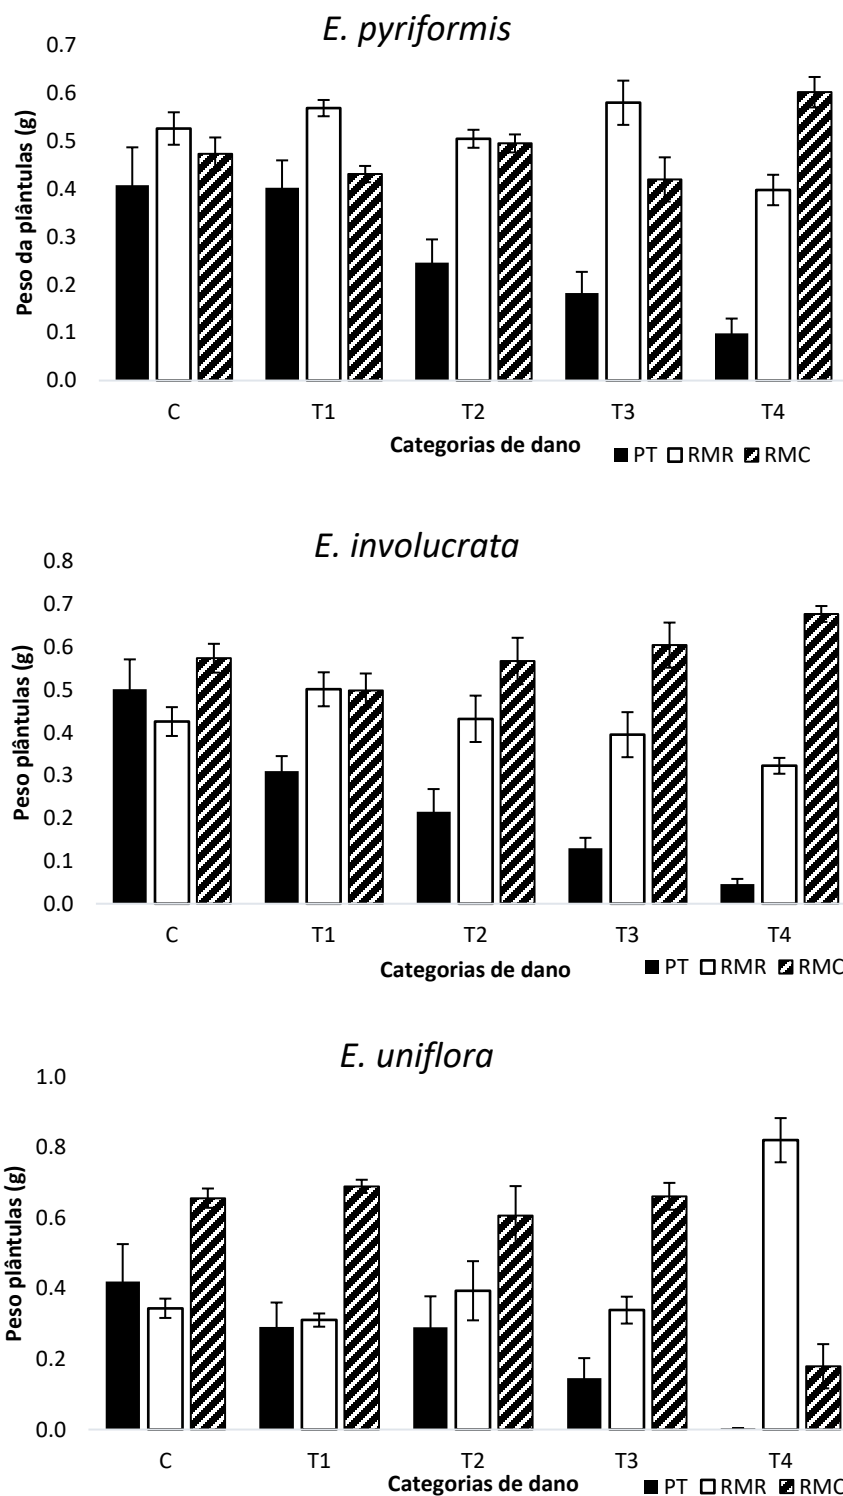 E. pyriformis
0.7
0.6
0.5
0.4
0.3
0.2
0.1
0.0
Peso da plântulas (g)
C T1 T2 T3 T4
Categorias de dano
PT RMR RMC
E. involucrata
0.8
0.7
0.6
0.5
0.4
0.3
0.2
0.1
0.0
Peso plântulas (g)
C T1 T2 T3 T4
Categorias de dano
PT RMR RMC
E. uniflora
1.0
0.8
0.6
0.4
0.2
0.0
Peso plântulas (g)
C T1 T2 T3 T4
Categorias de dano
PT RMR RMC